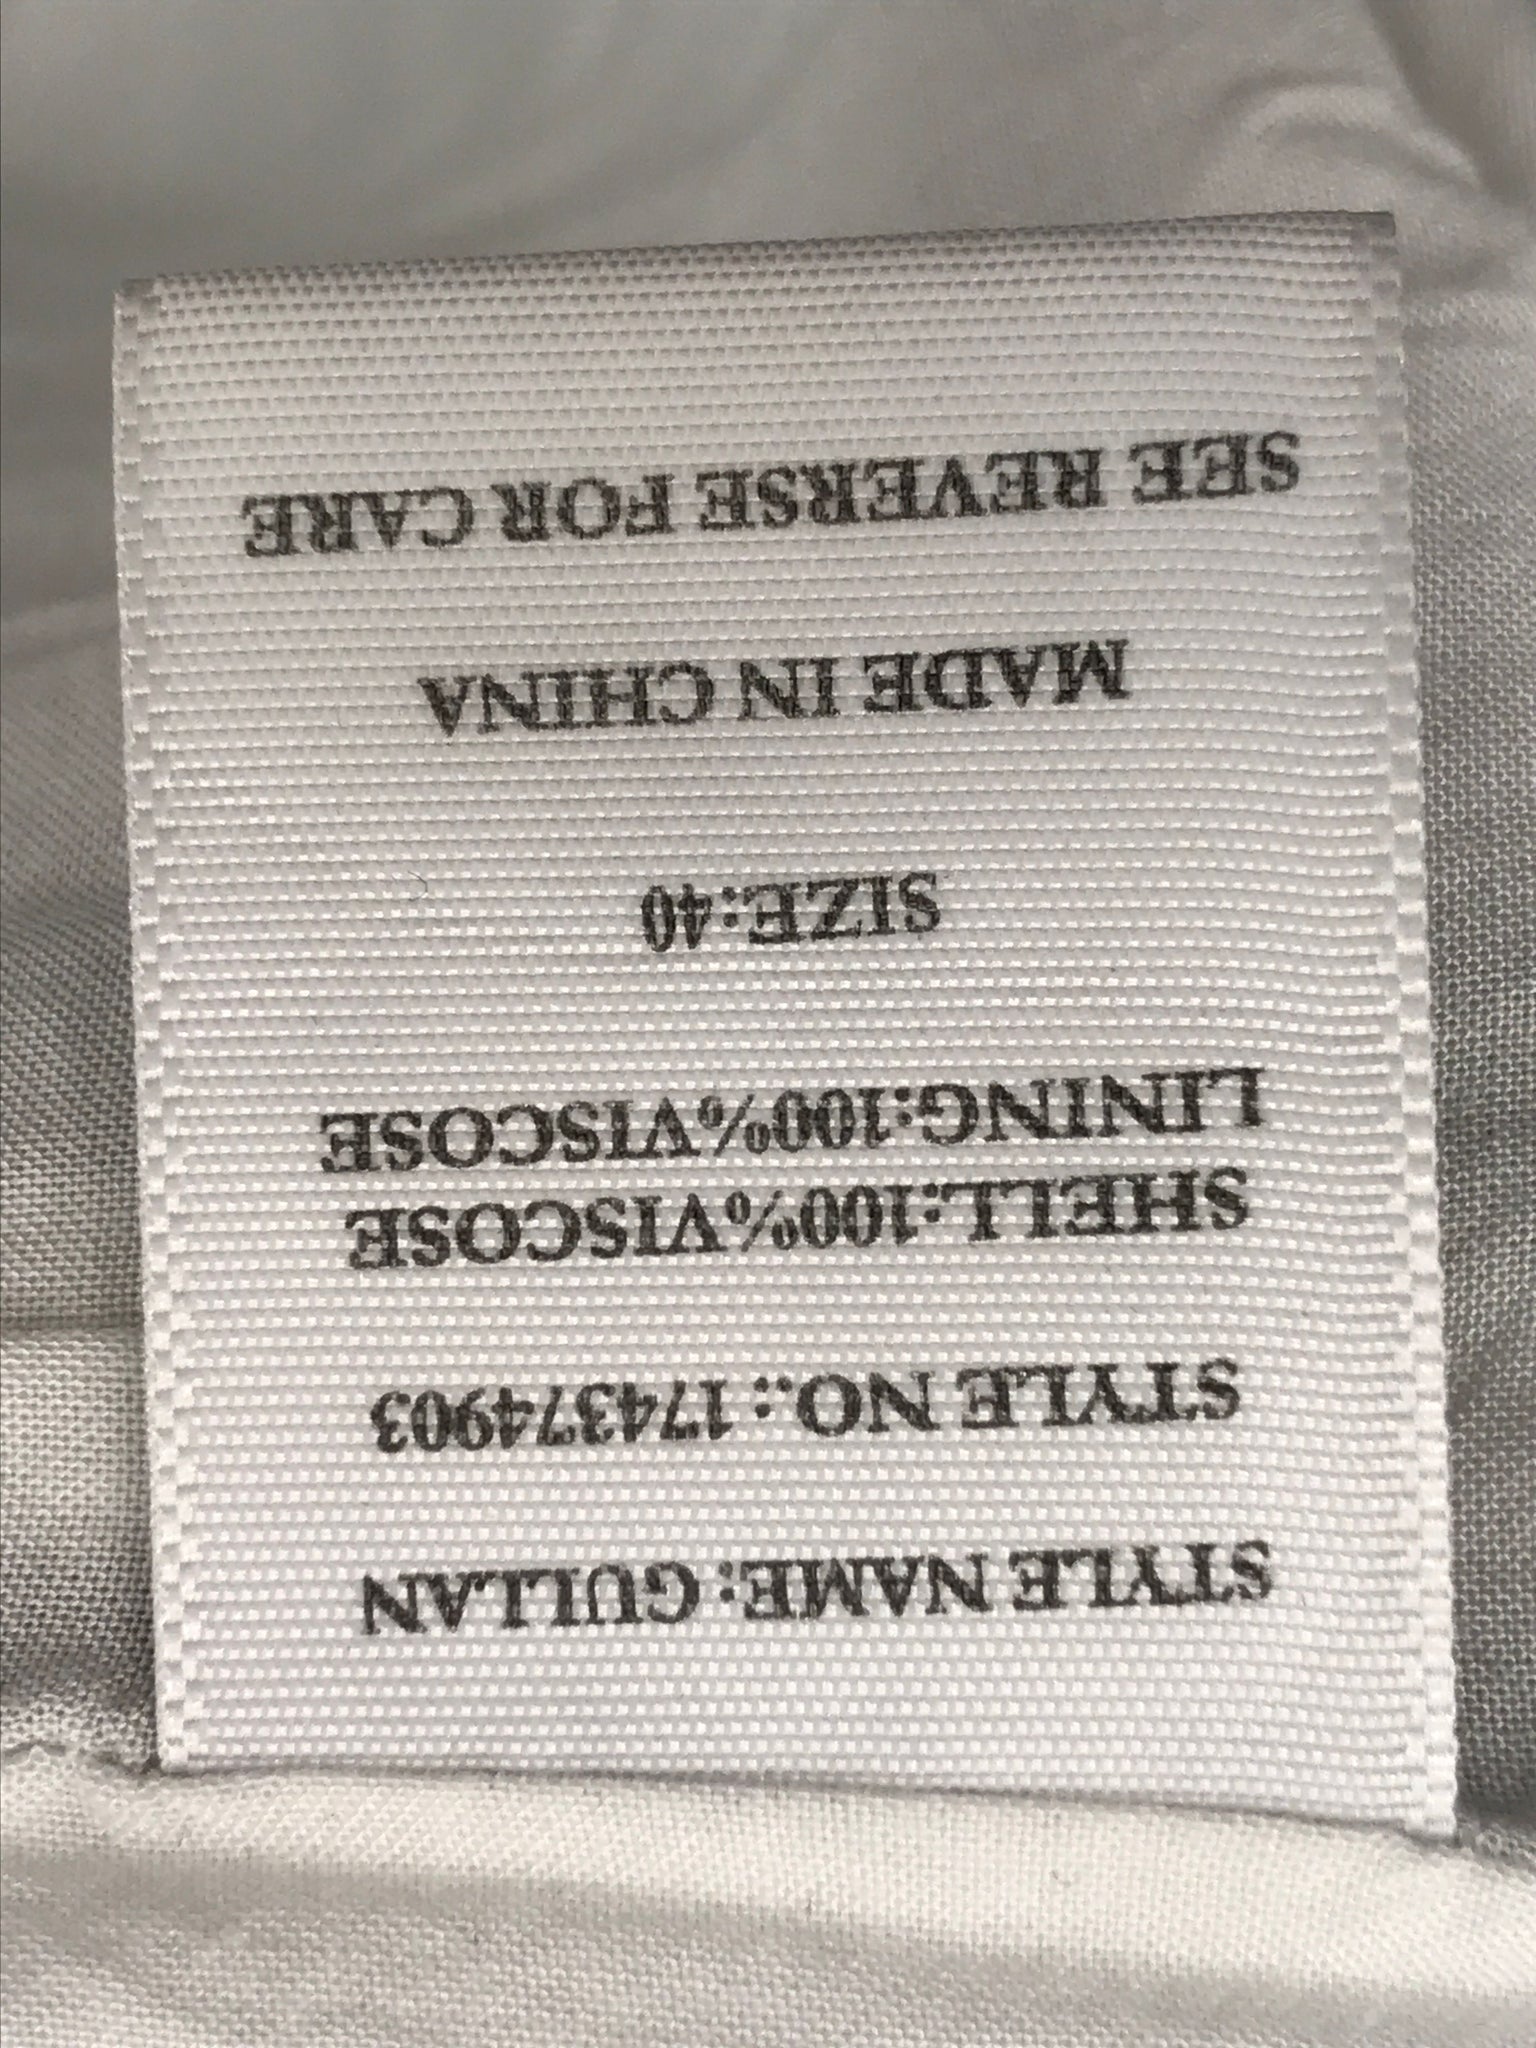 STYLE NAME: GULIAN
STYLE NO.: 174374903
SHELL:100%VISCOSE
LINING:100%VISCOSE
SIZE:40
MADE IN CHINA
SEE REVERSE FOR CARE